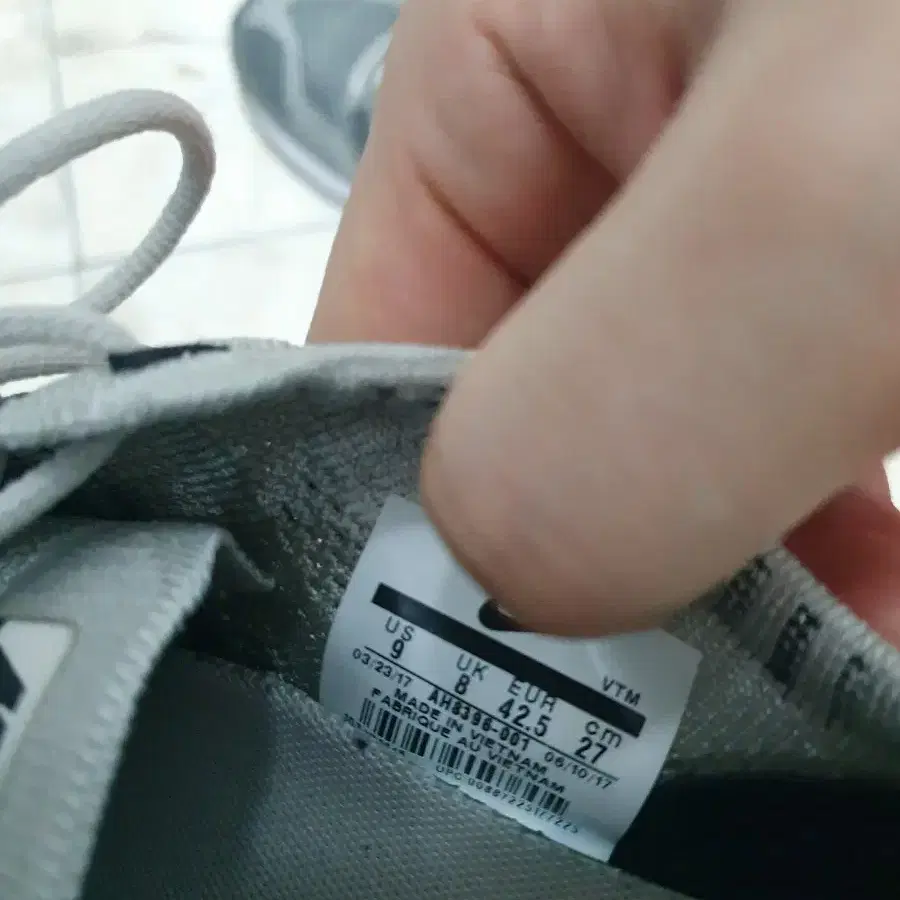 VTM
US UK EUR cm
9 8 42.5 27
03/23/17 AH8396-001 06/10/17
MADE IN VIETNAM
FABRIQUE AU VIETNAM
UPC